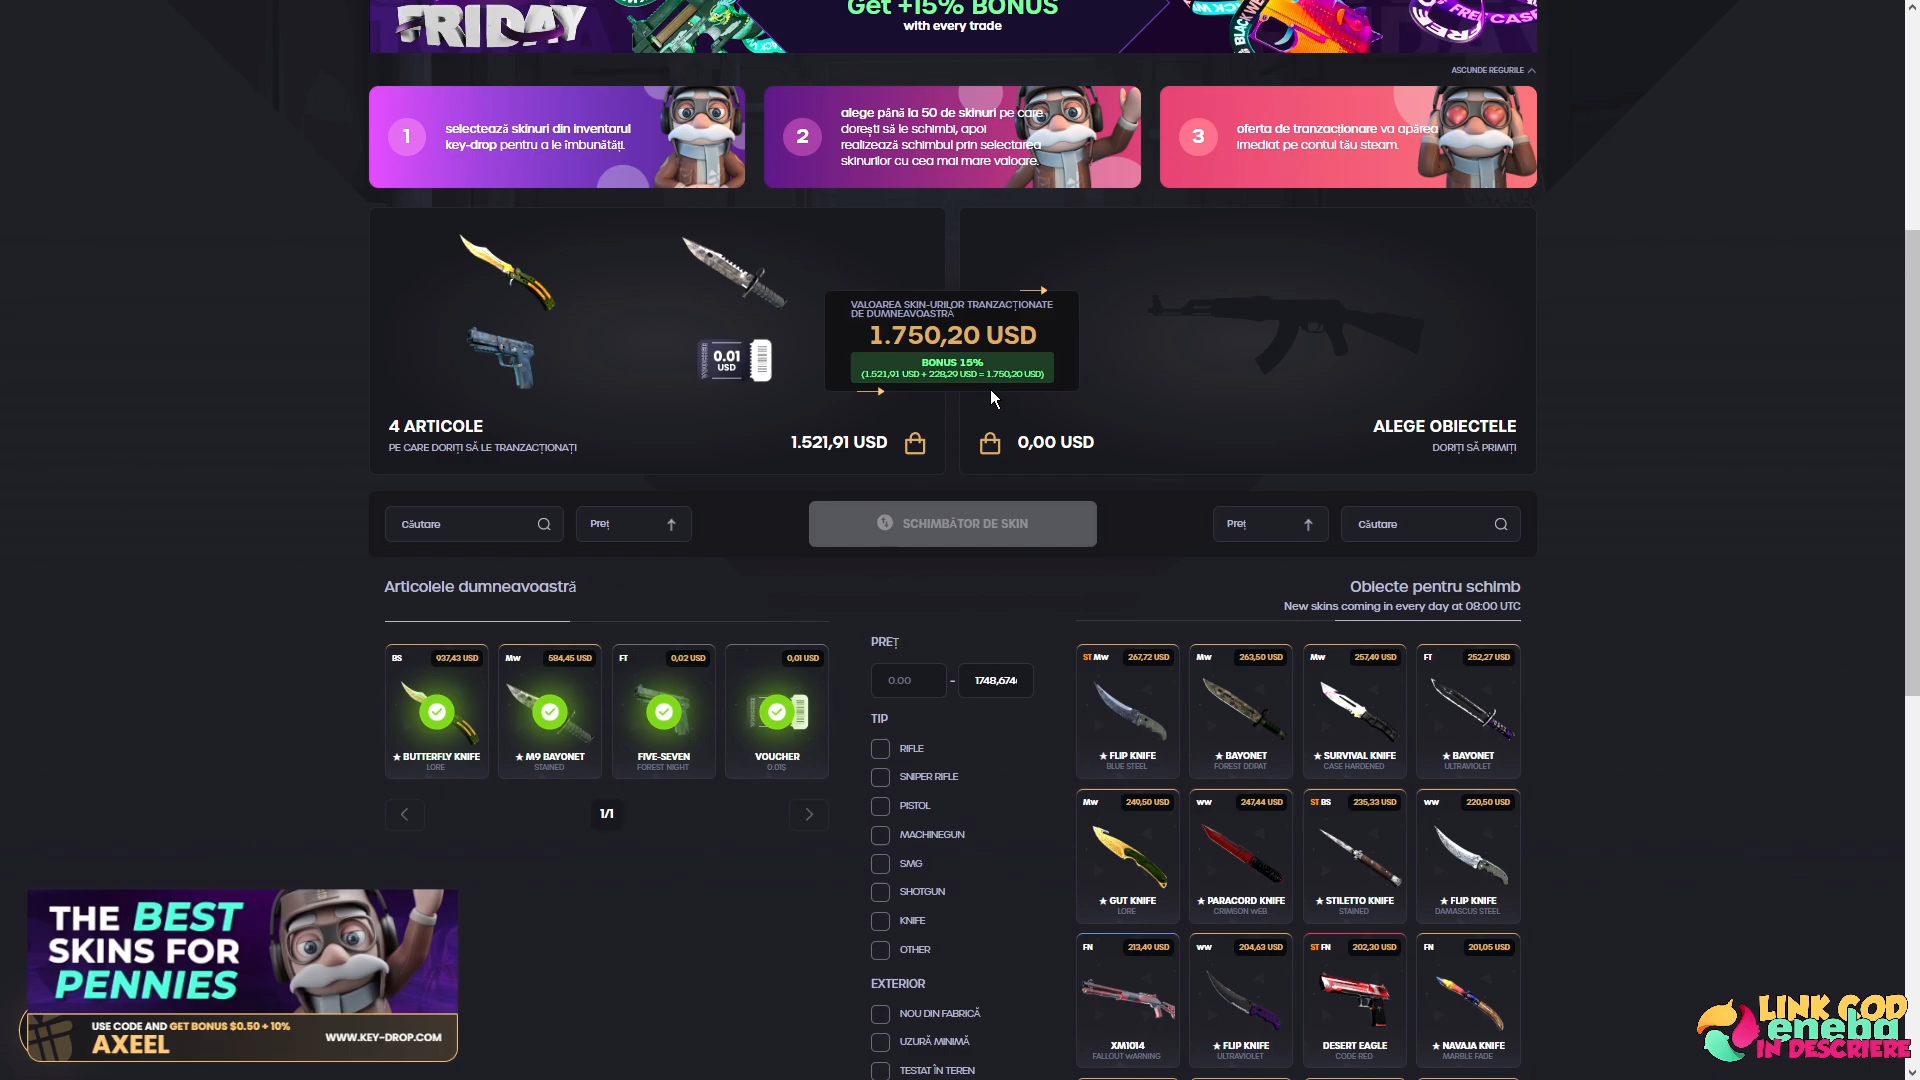 FRIDAY
Get +15% BONUS
with every trade
BLACK WE
FREE CASE
ASCUNDE REGURILE
1
selectează skinuri din inventarul
key-drop pentru a le îmbunătăți.
2
alege până la 50 de skinuri pe care
dorești să le schimbi, apoi
realizează schimbul prin selectarea
skinurilor cu cea mai mare valoare.
3
oferta de tranzacționare va apărea
imediat pe contul tău steam.
0.01
USD
VALOAREA SKIN-URILOR TRANZACȚIONATE
DE DUMNEAVOASTRĂ
1.750,20 USD
BONUS 15%
(1.521,91 USD + 228,29 USD = 1.750,20 USD)
4 ARTICOLE
PE CARE DORIȚI SĂ LE TRANZACȚIONAȚI
1.521,91 USD
0,00 USD
ALEGE OBIECTELE
DORIȚI SĂ PRIMIȚI
Căutare
Preț
SCHIMBĂTOR DE SKIN
Preț
Căutare
Articolele dumneavoastră
BS 937,43 USD
★ BUTTERFLY KNIFE
LORE
MW 584,45 USD
★ M9 BAYONET
STAINED
FT 0,02 USD
FIVE-SEVEN
FOREST NIGHT
0,01 USD
VOUCHER
0.01$
1/1
PREȚ
0.00 - 1748,674
TIP
RIFLE
SNIPER RIFLE
PISTOL
MACHINEGUN
SMG
SHOTGUN
KNIFE
OTHER
EXTERIOR
NOU DIN FABRICĂ
UZURĂ MINIMĂ
TESTAT ÎN TEREN
Obiecte pentru schimb
New skins coming in every day at 08:00 UTC
ST MW 267,72 USD
★ FLIP KNIFE
BLUE STEEL
MW 263,50 USD
★ BAYONET
FOREST DDPAT
MW 257,49 USD
★ SURVIVAL KNIFE
CASE HARDENED
FT 252,27 USD
★ BAYONET
ULTRAVIOLET
MW 249,50 USD
★ GUT KNIFE
LORE
WW 247,44 USD
★ PARACORD KNIFE
CRIMSON WEB
ST BS 235,33 USD
★ STILETTO KNIFE
STAINED
WW 220,50 USD
★ FLIP KNIFE
DAMASCUS STEEL
FN 213,49 USD
XM1014
FALLOUT WARNING
WW 204,63 USD
★ FLIP KNIFE
ULTRAVIOLET
ST FN 202,30 USD
DESERT EAGLE
CODE RED
FN 201,05 USD
★ NAVAJA KNIFE
MARBLE FADE
THE BEST
SKINS FOR
PENNIES
USE CODE AND GET BONUS $0.50 + 10%
AXEEL
WWW.KEY-DROP.COM
LINK COD
eneba
IN DESCRIERE